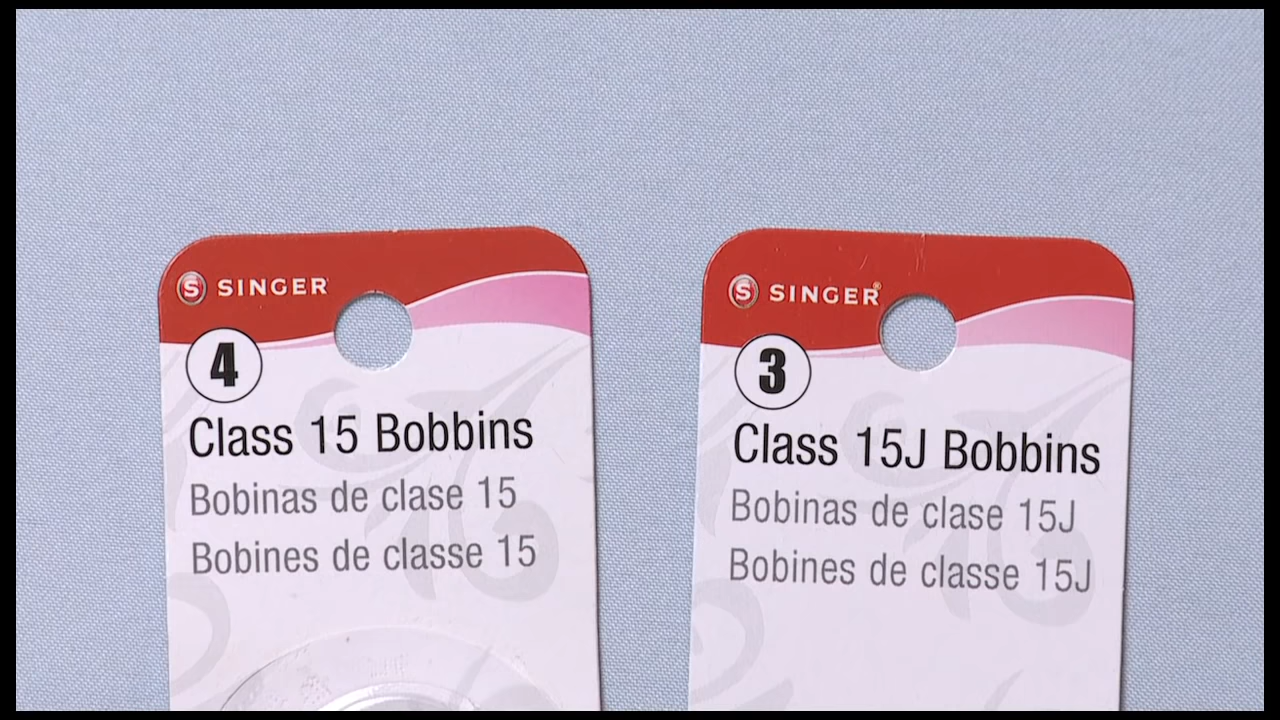 S SINGER
4
Class 15 Bobbins
Bobinas de clase 15
Bobines de classe 15
S SINGER®
3
Class 15J Bobbins
Bobinas de clase 15J
Bobines de classe 15J